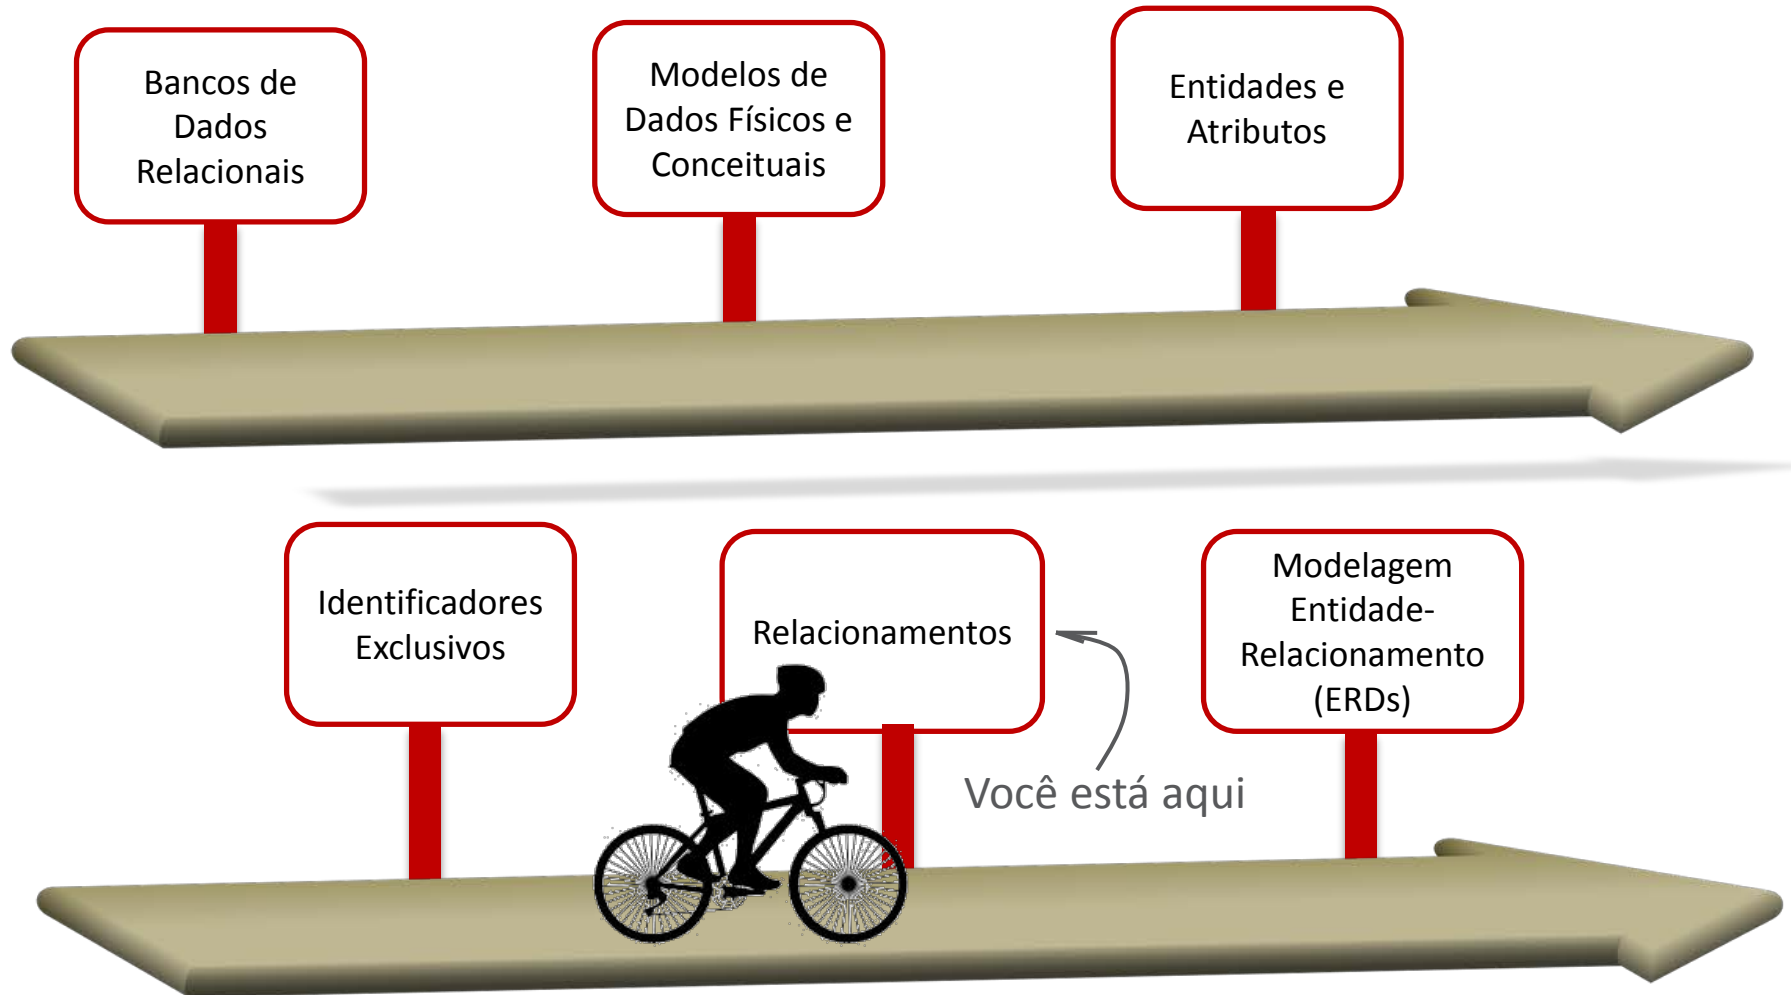 Bancos de
Dados
Relacionais
Modelos de
Dados Físicos e
Conceituais
Entidades e
Atributos
Identificadores
Exclusivos
Relacionamentos
Modelagem
Entidade-
Relacionamento
(ERDs)
Você está aqui